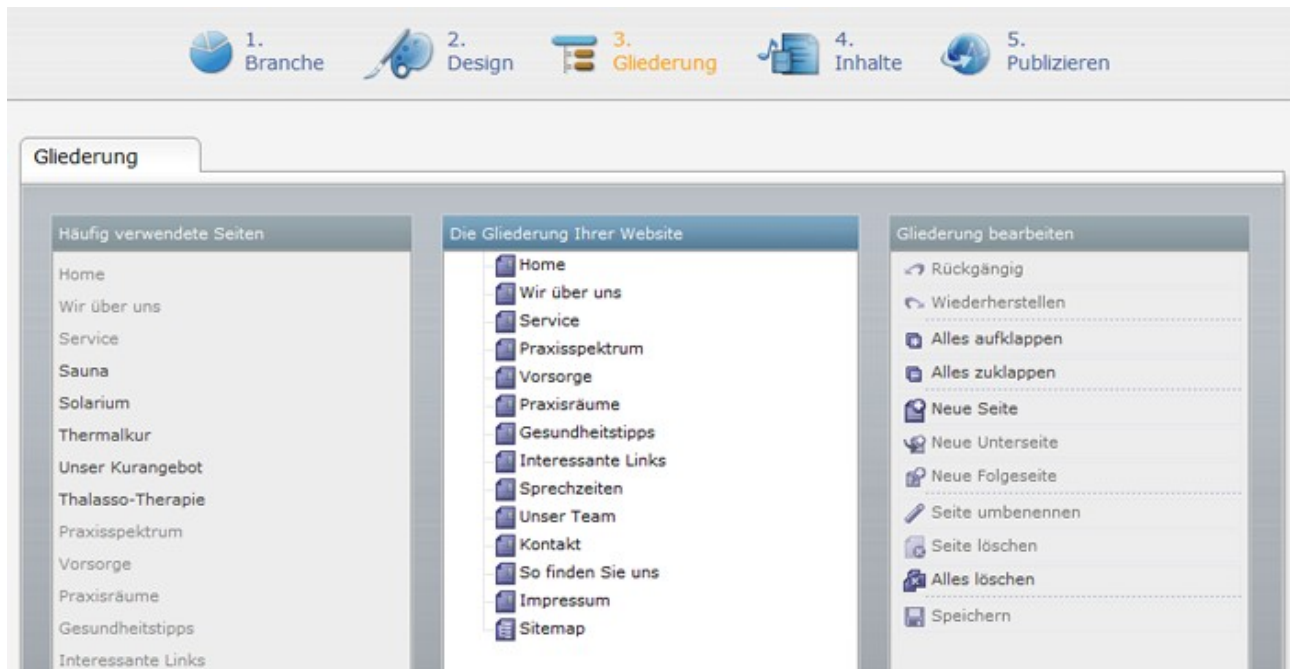 1.
Branche
2.
Design
3.
Gliederung
4.
Inhalte
5.
Publizieren
Gliederung
Häufig verwendete Seiten
Home
Wir über uns
Service
Sauna
Solarium
Thermalkur
Unser Kurangebot
Thalasso-Therapie
Praxisspektrum
Vorsorge
Praxisräume
Gesundheitstipps
Interessante Links
Die Gliederung Ihrer Website
Home
Wir über uns
Service
Praxisspektrum
Vorsorge
Praxisräume
Gesundheitstipps
Interessante Links
Sprechzeiten
Unser Team
Kontakt
So finden Sie uns
Impressum
Sitemap
Gliederung bearbeiten
Rückgängig
Wiederherstellen
Alles aufklappen
Alles zuklappen
Neue Seite
Neue Unterseite
Neue Folgeseite
Seite umbenennen
Seite löschen
Alles löschen
Speichern